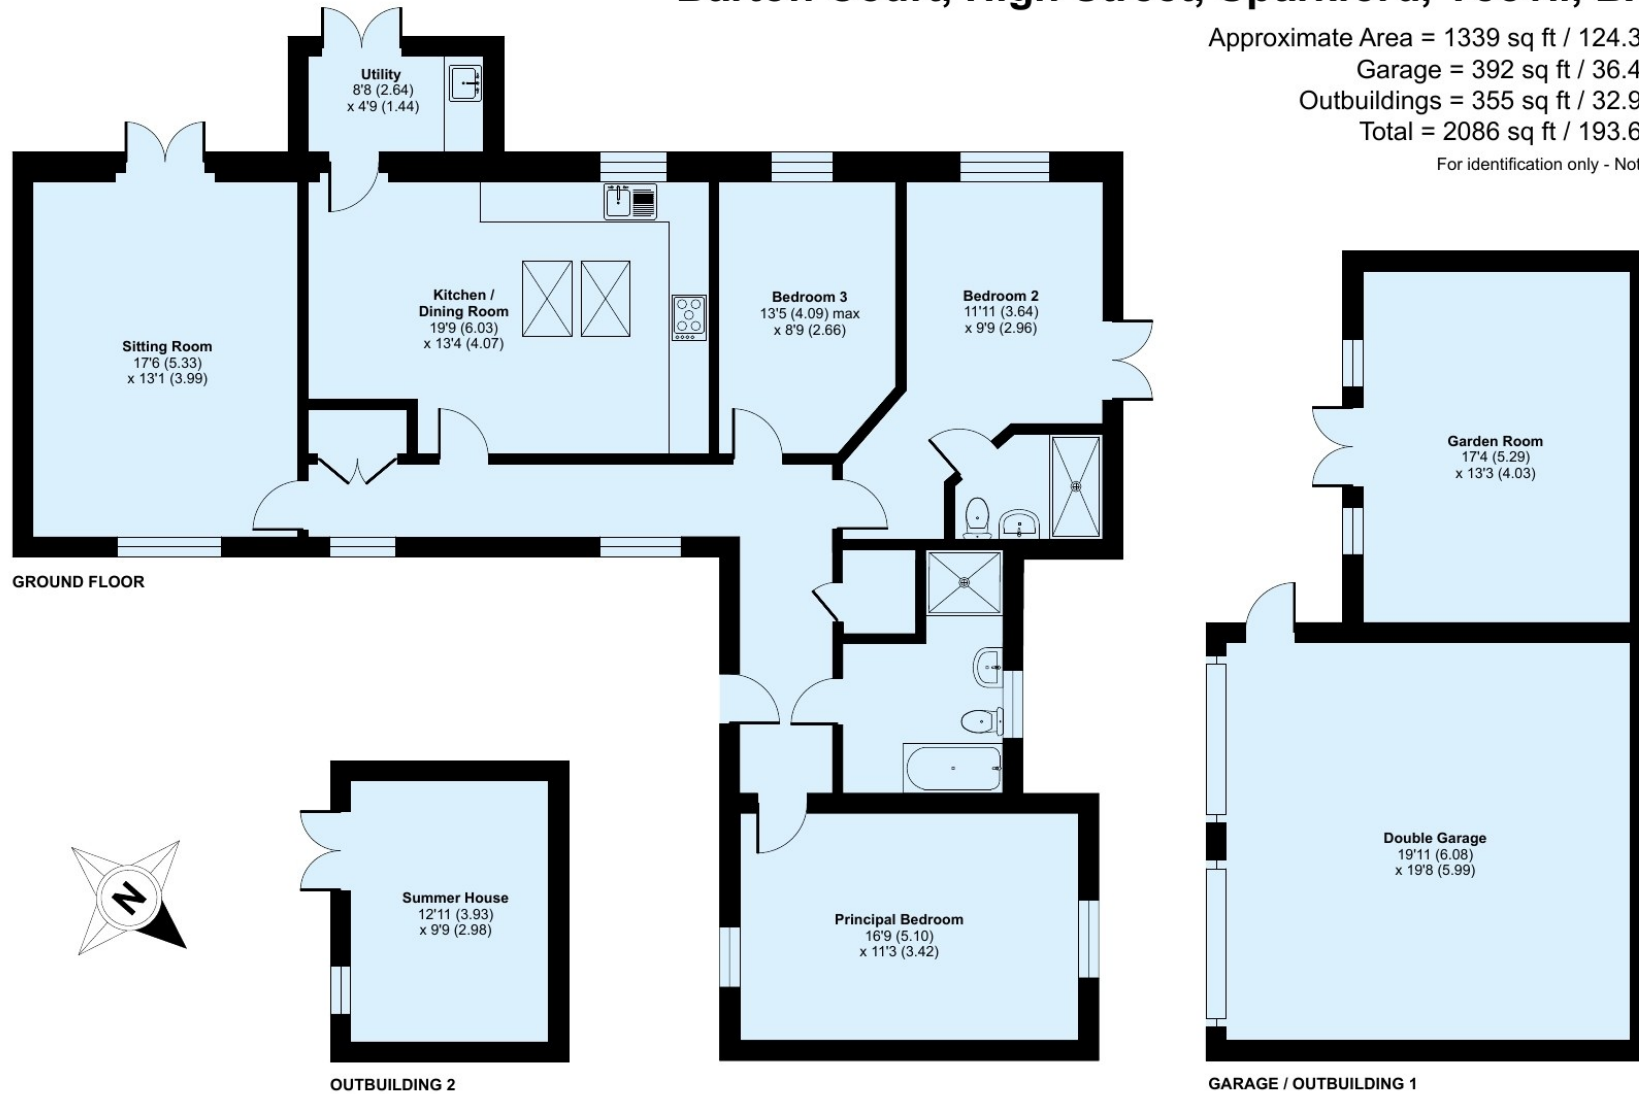 Approximate Area = 1339 sq ft / 124.3
Garage = 392 sq ft / 36.4
Outbuildings = 355 sq ft / 32.9
Total = 2086 sq ft / 193.6
For identification only - Not
Utility
8'8 (2.64)
x 4'9 (1.44)
Kitchen /
Dining Room
19'9 (6.03)
x 13'4 (4.07)
Bedroom 3
13'5 (4.09) max
x 8'9 (2.66)
Bedroom 2
11'11 (3.64)
x 9'9 (2.96)
Sitting Room
17'6 (5.33)
x 13'1 (3.99)
Garden Room
17'4 (5.29)
x 13'3 (4.03)
GROUND FLOOR
Double Garage
19'11 (6.08)
x 19'8 (5.99)
Summer House
12'11 (3.93)
x 9'9 (2.98)
Principal Bedroom
16'9 (5.10)
x 11'3 (3.42)
N
OUTBUILDING 2
GARAGE / OUTBUILDING 1